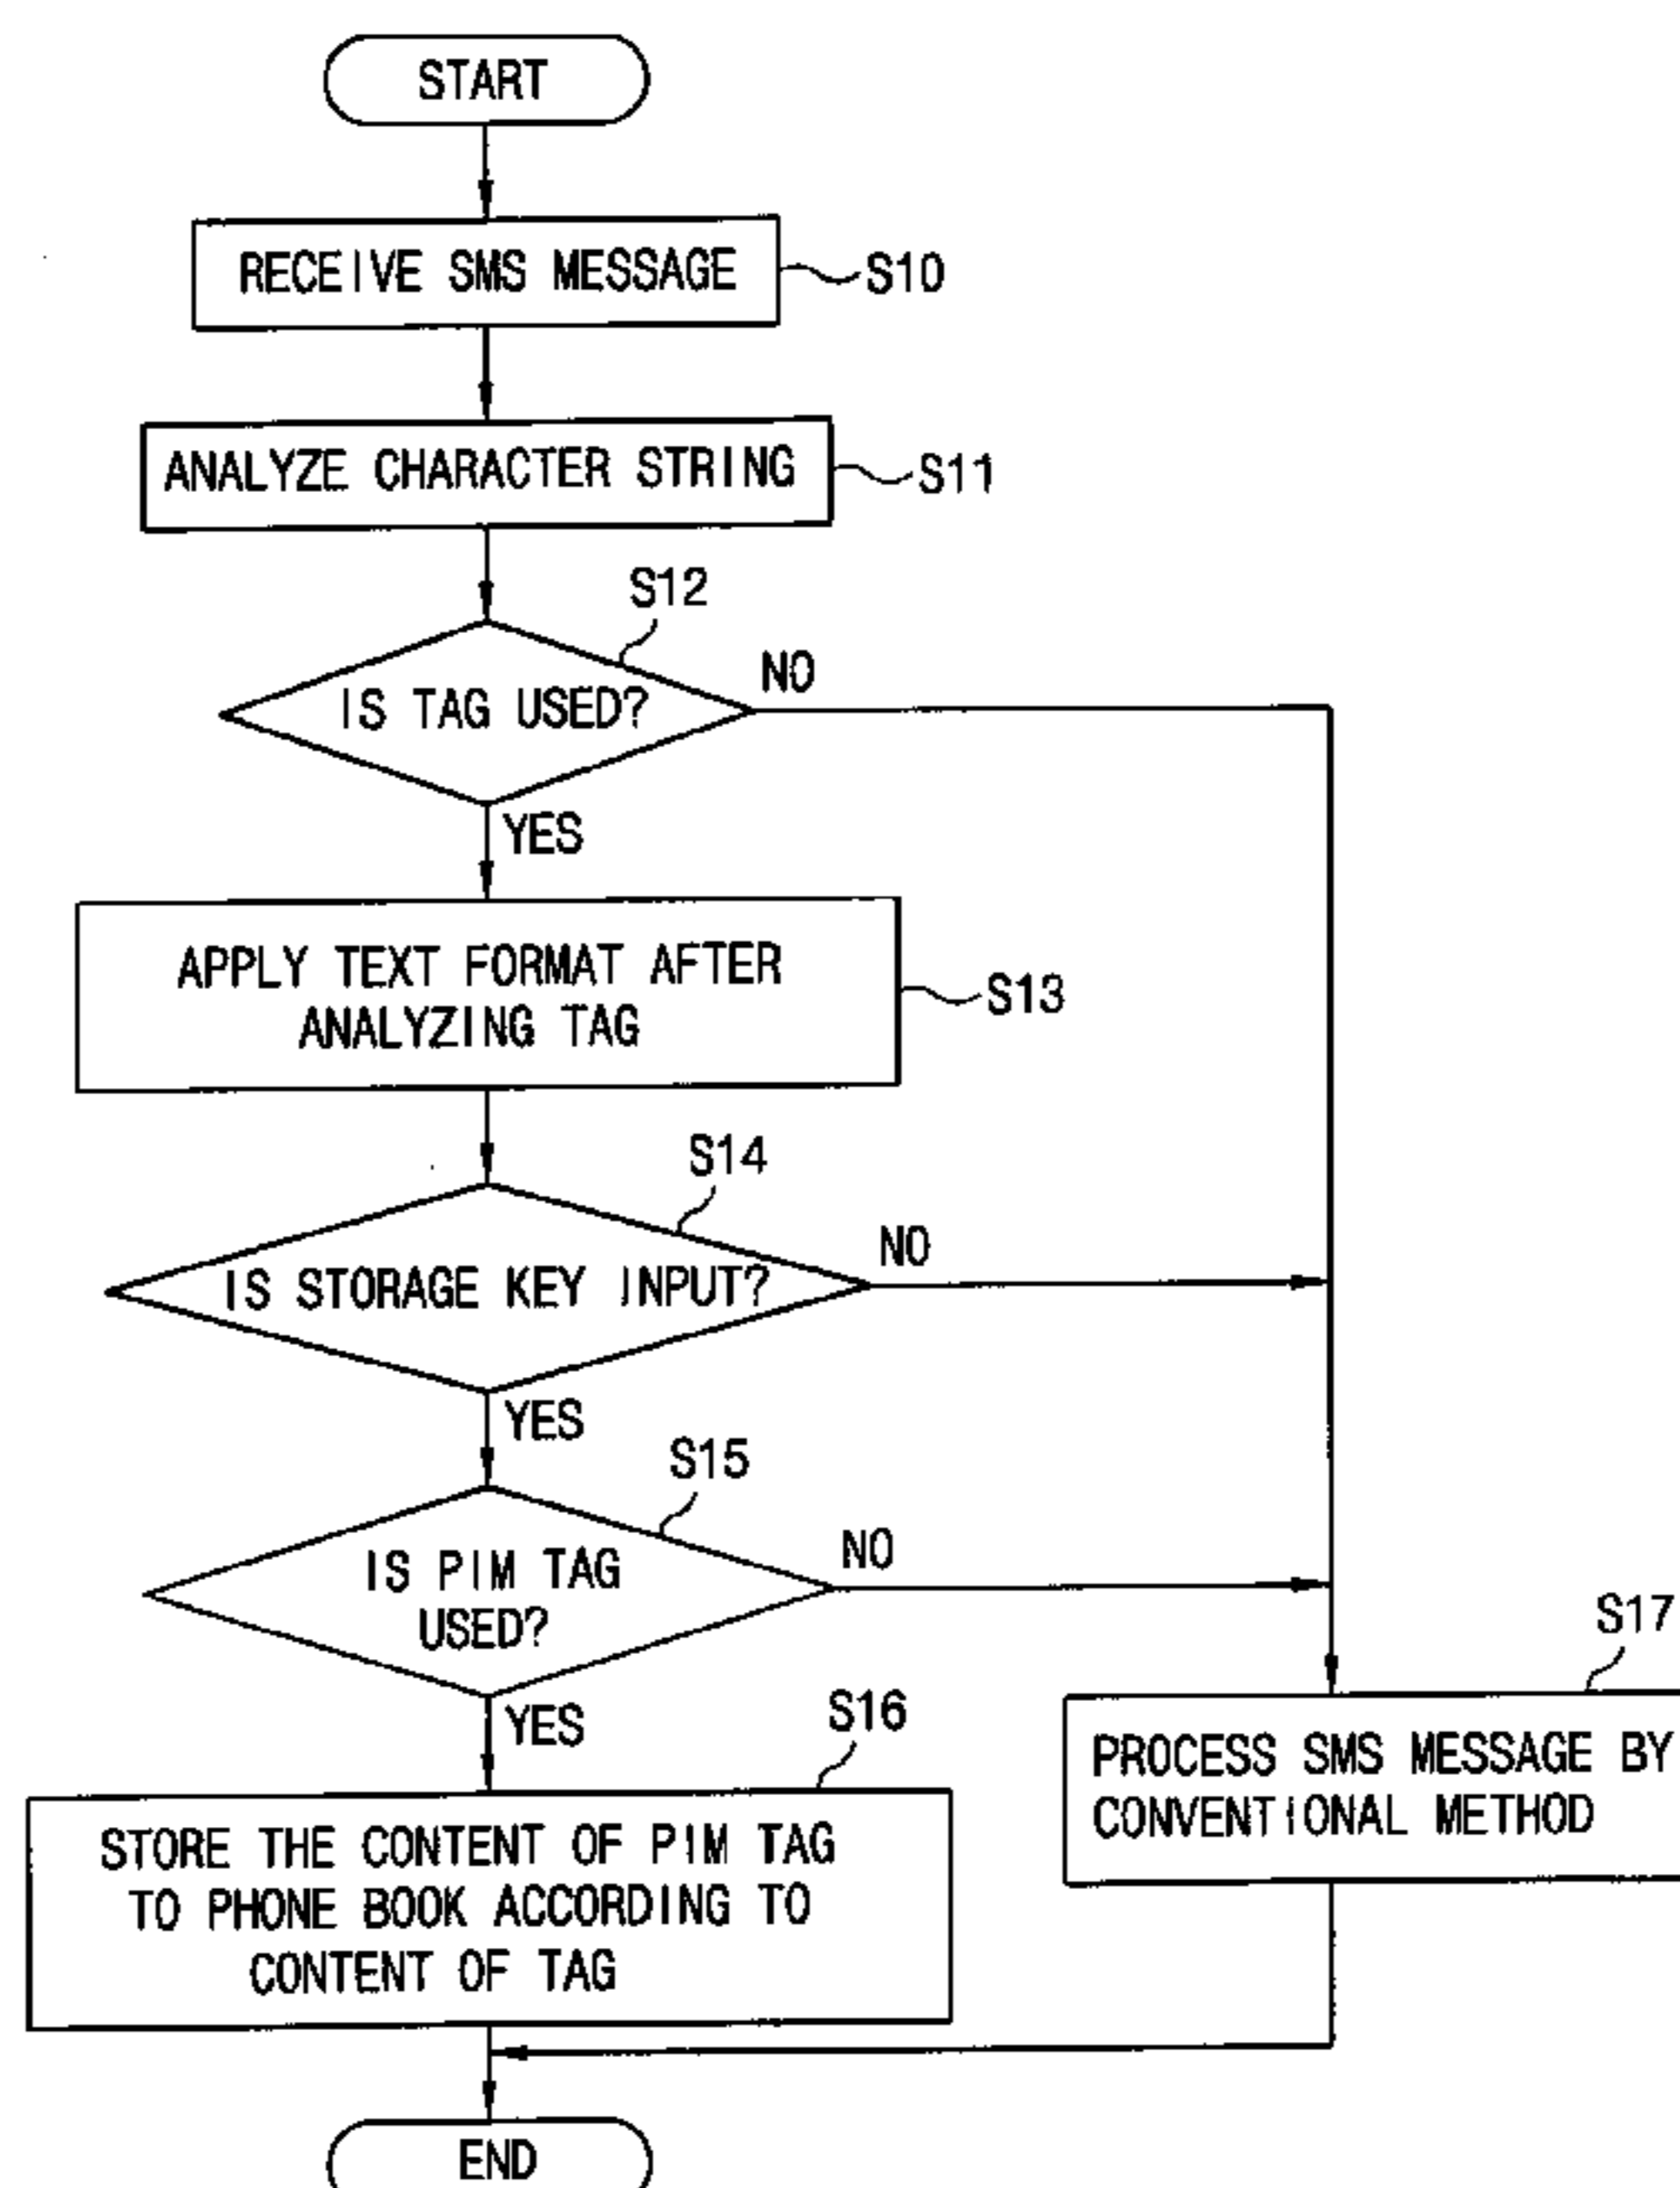 START
RECEIVE SMS MESSAGE
S10
ANALYZE CHARACTER STRING
S11
S12
IS TAG USED?
NO
YES
APPLY TEXT FORMAT AFTER
ANALYZING TAG
S13
S14
IS STORAGE KEY INPUT?
NO
YES
S15
IS PIM TAG
USED?
NO
YES
S16
STORE THE CONTENT OF PIM TAG
TO PHONE BOOK ACCORDING TO
CONTENT OF TAG
S17
PROCESS SMS MESSAGE BY
CONVENTIONAL METHOD
END